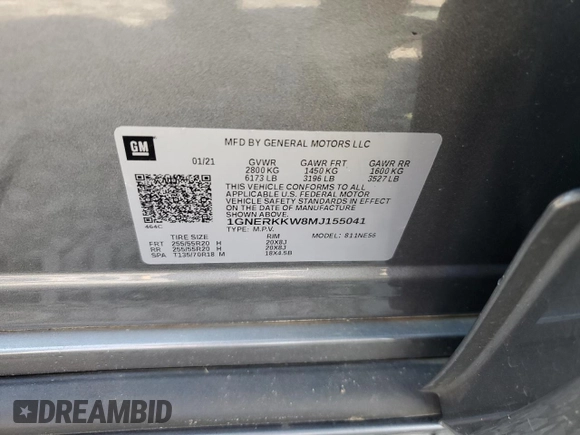 GM
MFD BY GENERAL MOTORS LLC
01/21 GVWR GAWR FRT GAWR RR
2800 KG 1450 KG 1600 KG
6173 LB 3196 LB 3527 LB
THIS VEHICLE CONFORMS TO ALL
APPLICABLE U.S. FEDERAL MOTOR
VEHICLE SAFETY STANDARDS IN
EFFECT ON THE DATE OF MANUFACTURE
SHOWN ABOVE.
1GNERKKW8MJ155041
TYPE: M.P.V. MODEL: 811NE56
464C
TIRE SIZE RIM
FRT 255/55R20 H 20X8J
RR 255/55R20 H 20X8J
SPA T135/70R18 M 18X4.5B
DREAMBID